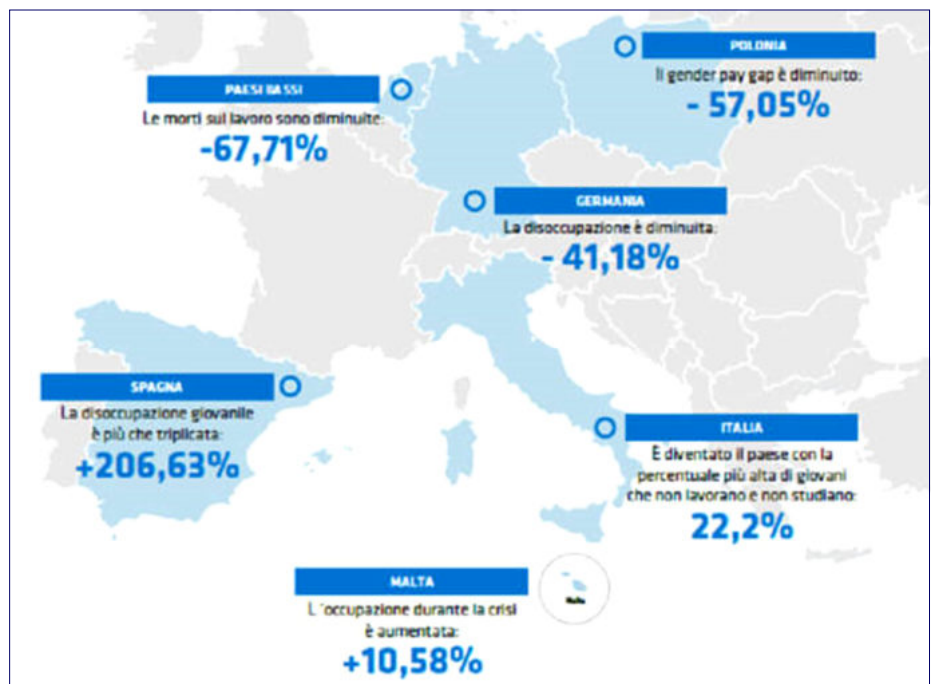 POLONIA
Il gender pay gap è diminuito:
- 57,05%
PAESI BASSI
Le morti sul lavoro sono diminuite:
-67,71%
GERMANIA
La disoccupazione è diminuita:
- 41,18%
SPAGNA
La disoccupazione giovanile
è più che triplicata:
+206,63%
ITALIA
È diventato il paese con la
percentuale più alta di giovani
che non lavorano e non studiano:
22,2%
MALTA
L´occupazione durante la crisi
è aumentata:
+10,58%
Malta